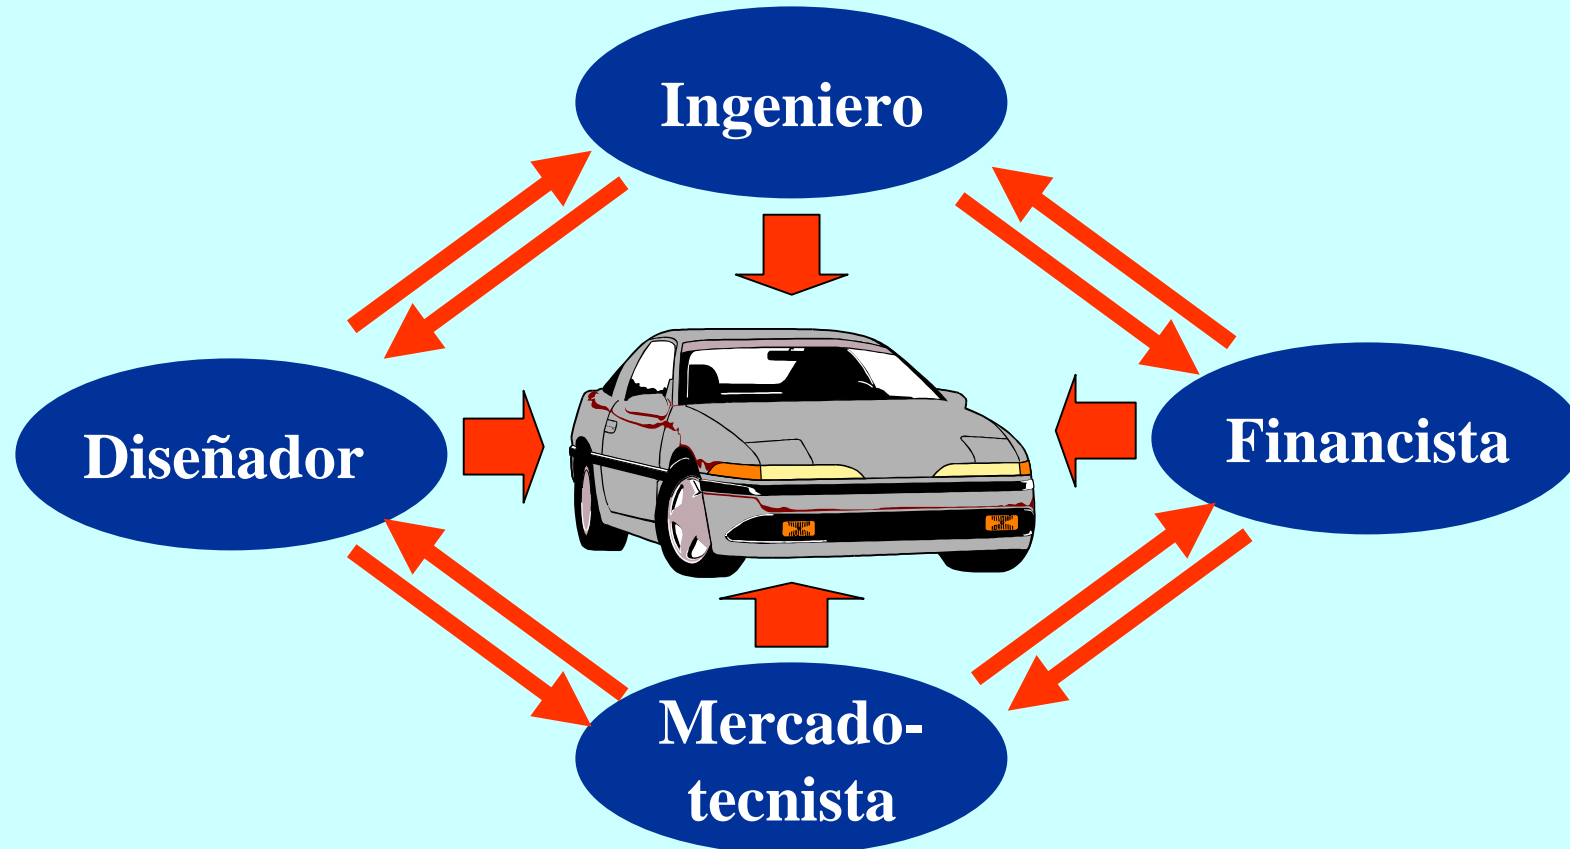 Ingeniero
Diseñador
Financista
Mercado-
tecnista